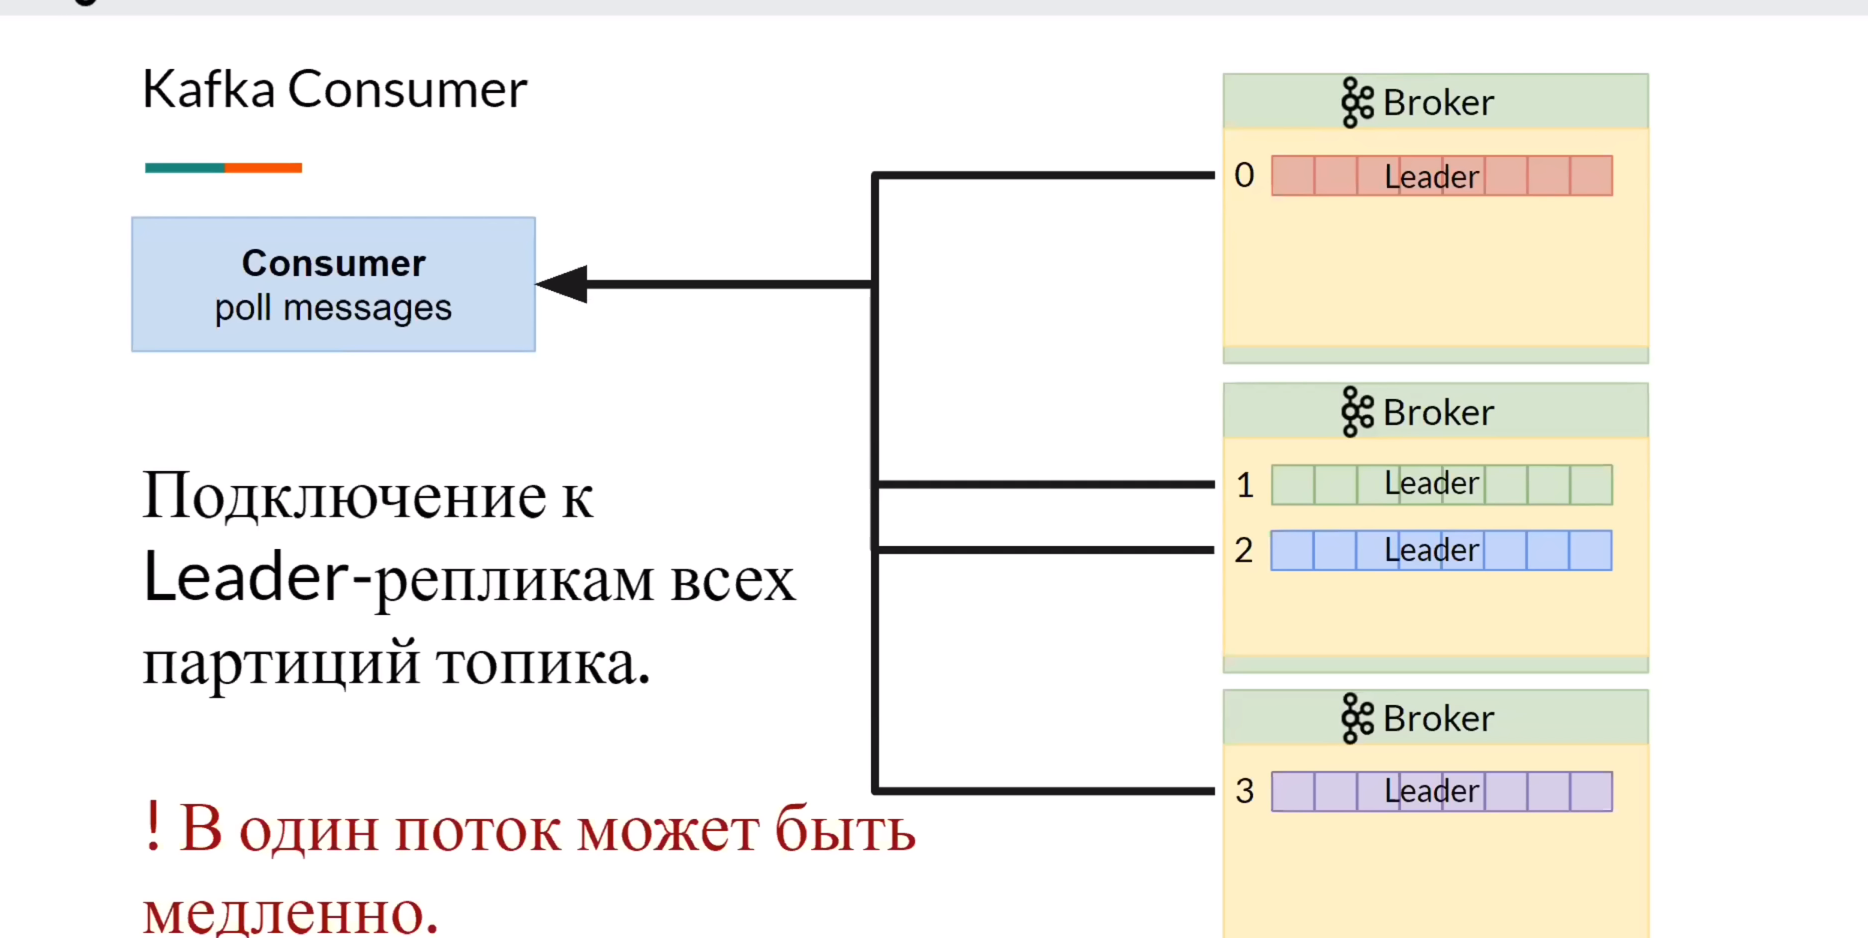 Kafka Consumer
Consumer
poll messages
Подключение к
Leader-репликам всех
партиций топика.
! В один поток может быть
медленно.
Broker
0 Leader
Broker
1 Leader
2 Leader
Broker
3 Leader